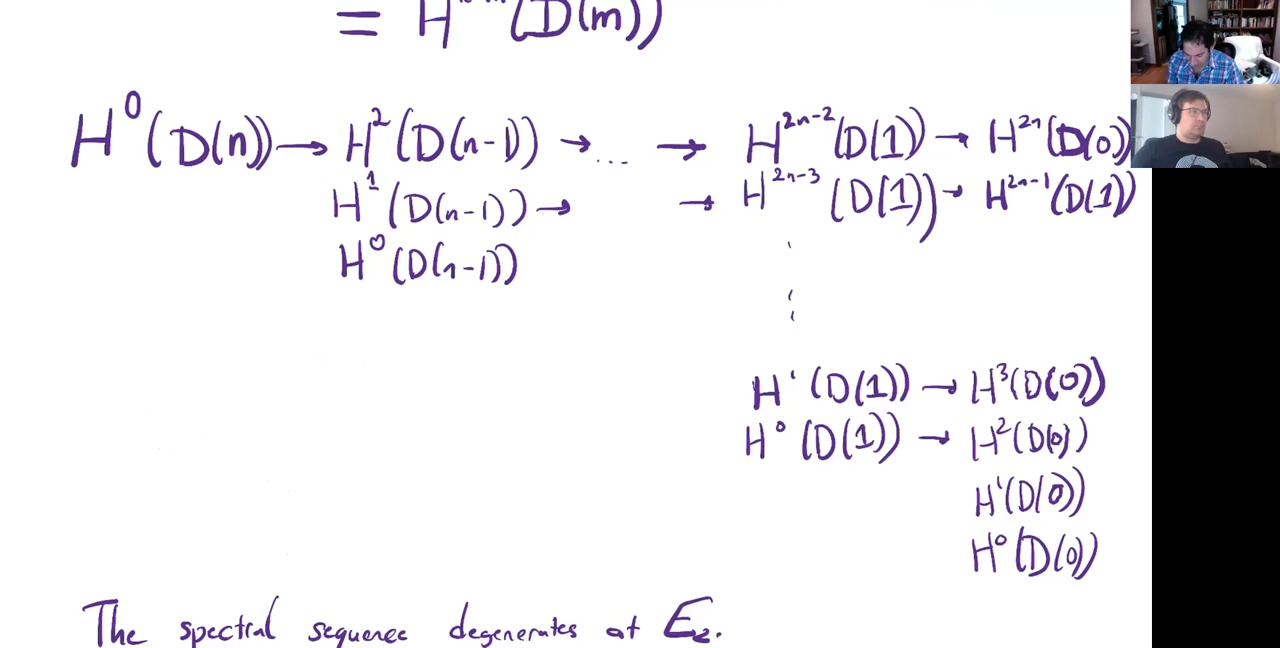 = H (D(m))
H⁰(D(n)) → H²(D(n-1)) → ... → H²ⁿ⁻²(D(1)) → H²ⁿ(D(0))
H¹(D(n-1)) → → H²ⁿ⁻³(D(1)) → H²ⁿ⁻¹(D(1))
H⁰(D(n-1))
H¹(D(1)) → H³(D(0))
H⁰(D(1)) → H²(D(0))
H¹(D(0))
H⁰(D(0))
The spectral sequence degenerates at E₂.